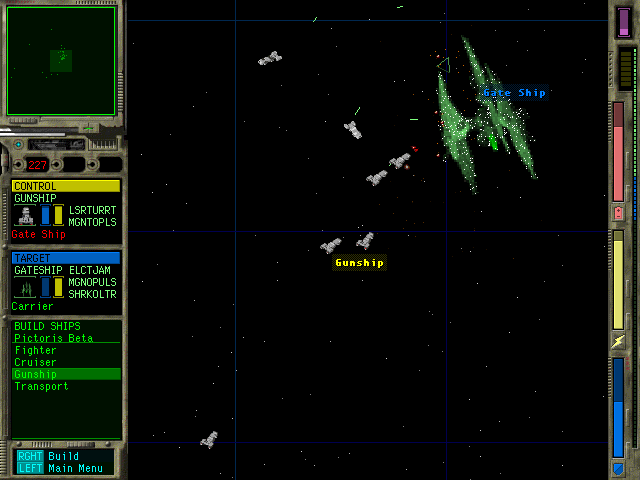 Gate Ship
227
CONTROL
GUNSHIP
LSRTURRT
MGNTOPLS
Gate Ship
TARGET
GATESHIP ELCTJAM
MGNOPULS
SHRKOLTR
Carrier
Gunship
BUILD SHIPS
Pictoris Beta
Fighter
Cruiser
Gunship
Transport
RGHT Build
LEFT Main Menu